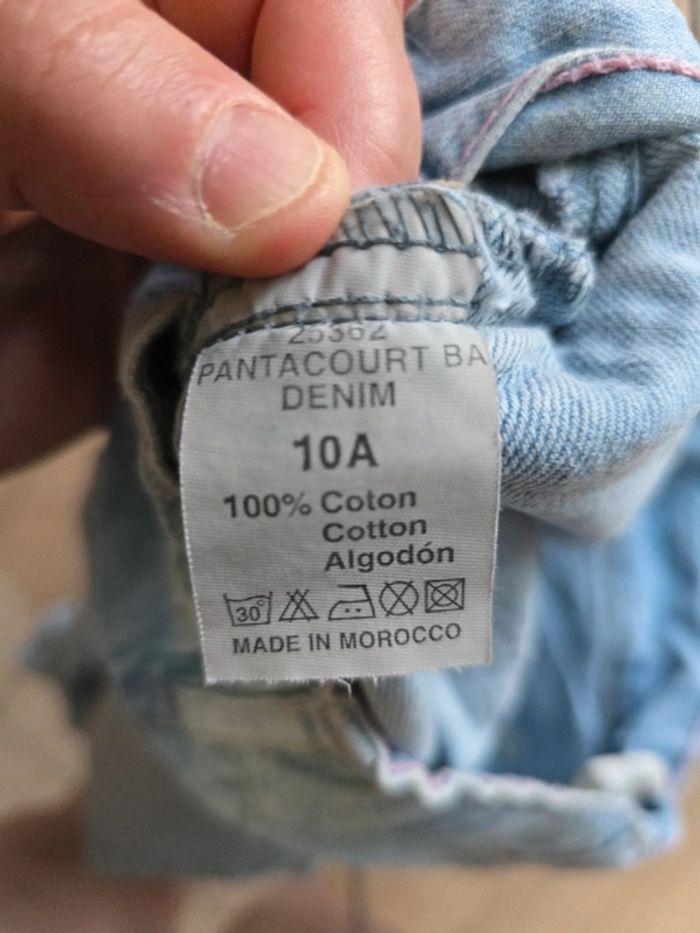 25362
PANTACOURT BA
DENIM
10A
100% Coton
Cotton
Algodón
30°
MADE IN MOROCCO